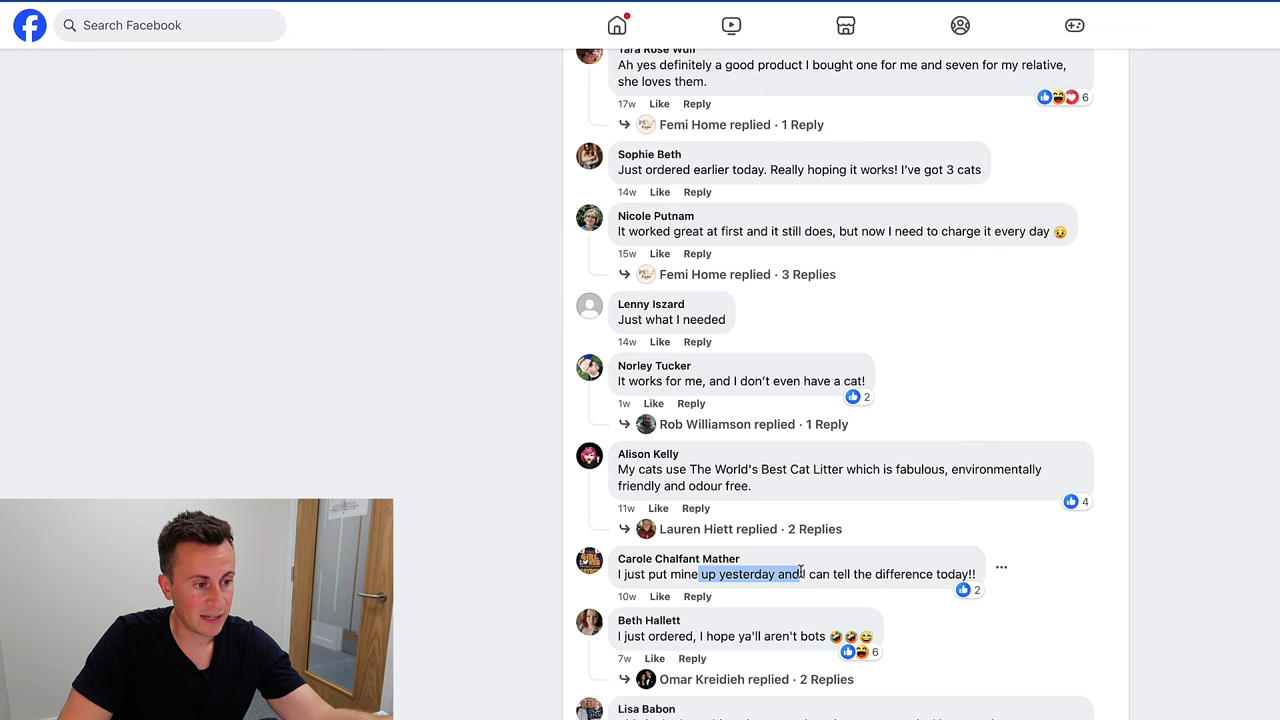 Search Facebook
Tara Rose Wulf
Ah yes definitely a good product I bought one for me and seven for my relative,
she loves them.
6
17w Like Reply
Femi Home replied · 1 Reply
Sophie Beth
Just ordered earlier today. Really hoping it works! I've got 3 cats
14w Like Reply
Nicole Putnam
It worked great at first and it still does, but now I need to charge it every day 😥
15w Like Reply
Femi Home replied · 3 Replies
Lenny Iszard
Just what I needed
14w Like Reply
Norley Tucker
It works for me, and I don't even have a cat!
2
1w Like Reply
Rob Williamson replied · 1 Reply
Alison Kelly
My cats use The World's Best Cat Litter which is fabulous, environmentally
friendly and odour free.
4
11w Like Reply
Lauren Hiett replied · 2 Replies
Carole Chalfant Mather
I just put mine up yesterday and I can tell the difference today!!
2
10w Like Reply
Beth Hallett
I just ordered, I hope ya'll aren't bots 🤣🤣😅
6
7w Like Reply
Omar Kreidieh replied · 2 Replies
Lisa Babon